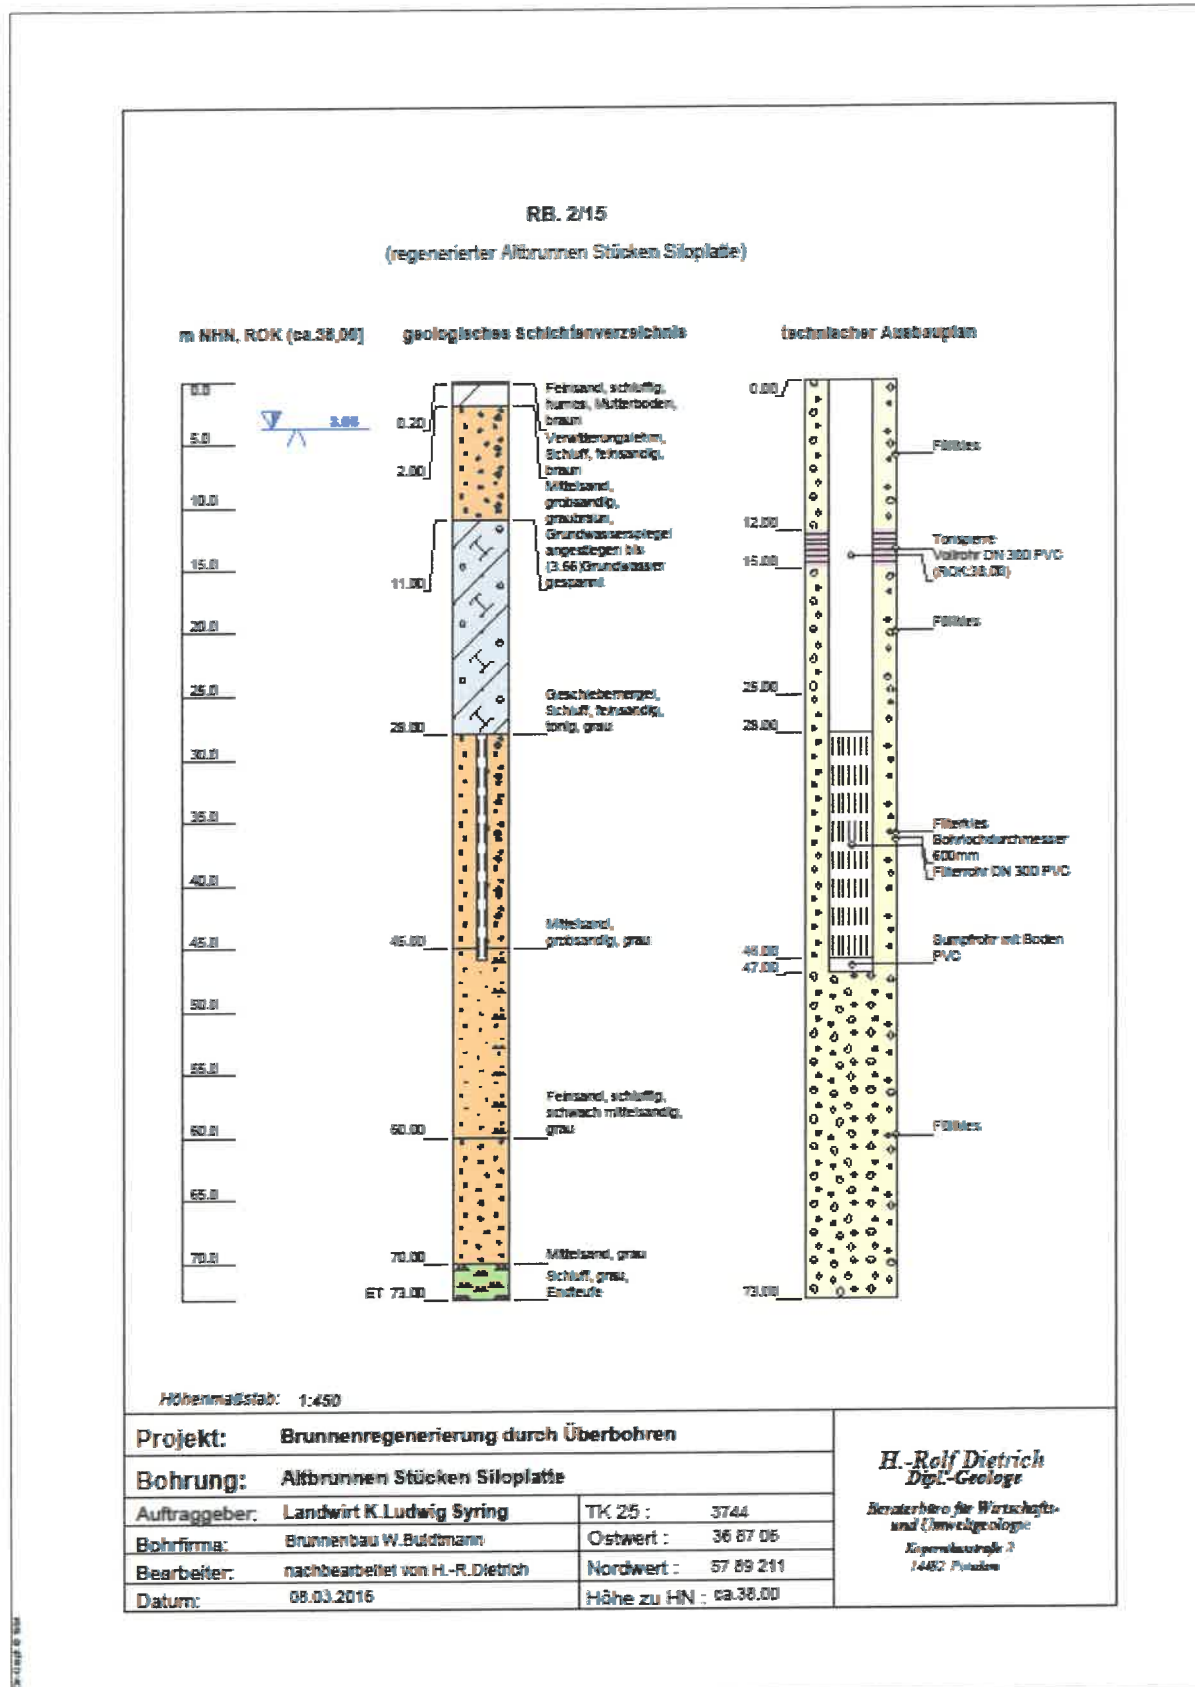 RB. 2/15
(regenerierter Altbrunnen Stücken Siloplatte)
m NHN, ROK (ca.38,00)
geologisches Schichtenverzeichnis
technischer Ausbauplan
0.0
5.0
10.0
15.0
20.0
25.0
30.0
35.0
40.0
45.0
50.0
55.0
60.0
65.0
70.0
0.20
2.00
11.00
28.00
45.00
60.00
70.00
ET 73.00
Feinsand, schluffig,
humos, Mutterboden,
braun
Verwitterungslehm,
Schluff, feinsandig,
braun
Mittelsand,
grobsandig,
graubraun,
Grundwasserspiegel
angestiegen bis
(3.66)Grundwasser
gespannt
Geschiebemergel,
Schluff, feinsandig,
tonig, grau
Mittelsand,
grobsandig, grau
Feinsand, schluffig,
schwach mittelsandig,
grau
Mittelsand, grau
Schluff, grau,
Endteufe
0.00
12.00
15.00
25.00
28.00
46.00
47.00
73.00
Füllkies
Tonsperre
Vollrohr DN 300 PVC
(ROK:38,00)
Füllkies
Filterkies
Bohrlochdurchmesser
600mm
Filterrohr DN 300 PVC
Sumpfrohr mit Boden
PVC
Füllkies
Höhenmaßstab: 1:450
Projekt: Brunnenregenerierung durch Überbohren
Bohrung: Altbrunnen Stücken Siloplatte
Auftraggeber: Landwirt K.Ludwig Syring
TK 25 : 3744
Bohrfirma: Brunnenbau W.Buldmann
Ostwert : 36 87 05
Bearbeiter: nachbearbeitet von H.-R.Dietrich
Nordwert : 57 89 211
Datum: 08.03.2016
Höhe zu HN : ca.38.00
H.-Rolf Dietrich
Dipl.-Geologe
Beraterbüro für Wirtschafts-
und Umweltgeologie
14482 Potsdam